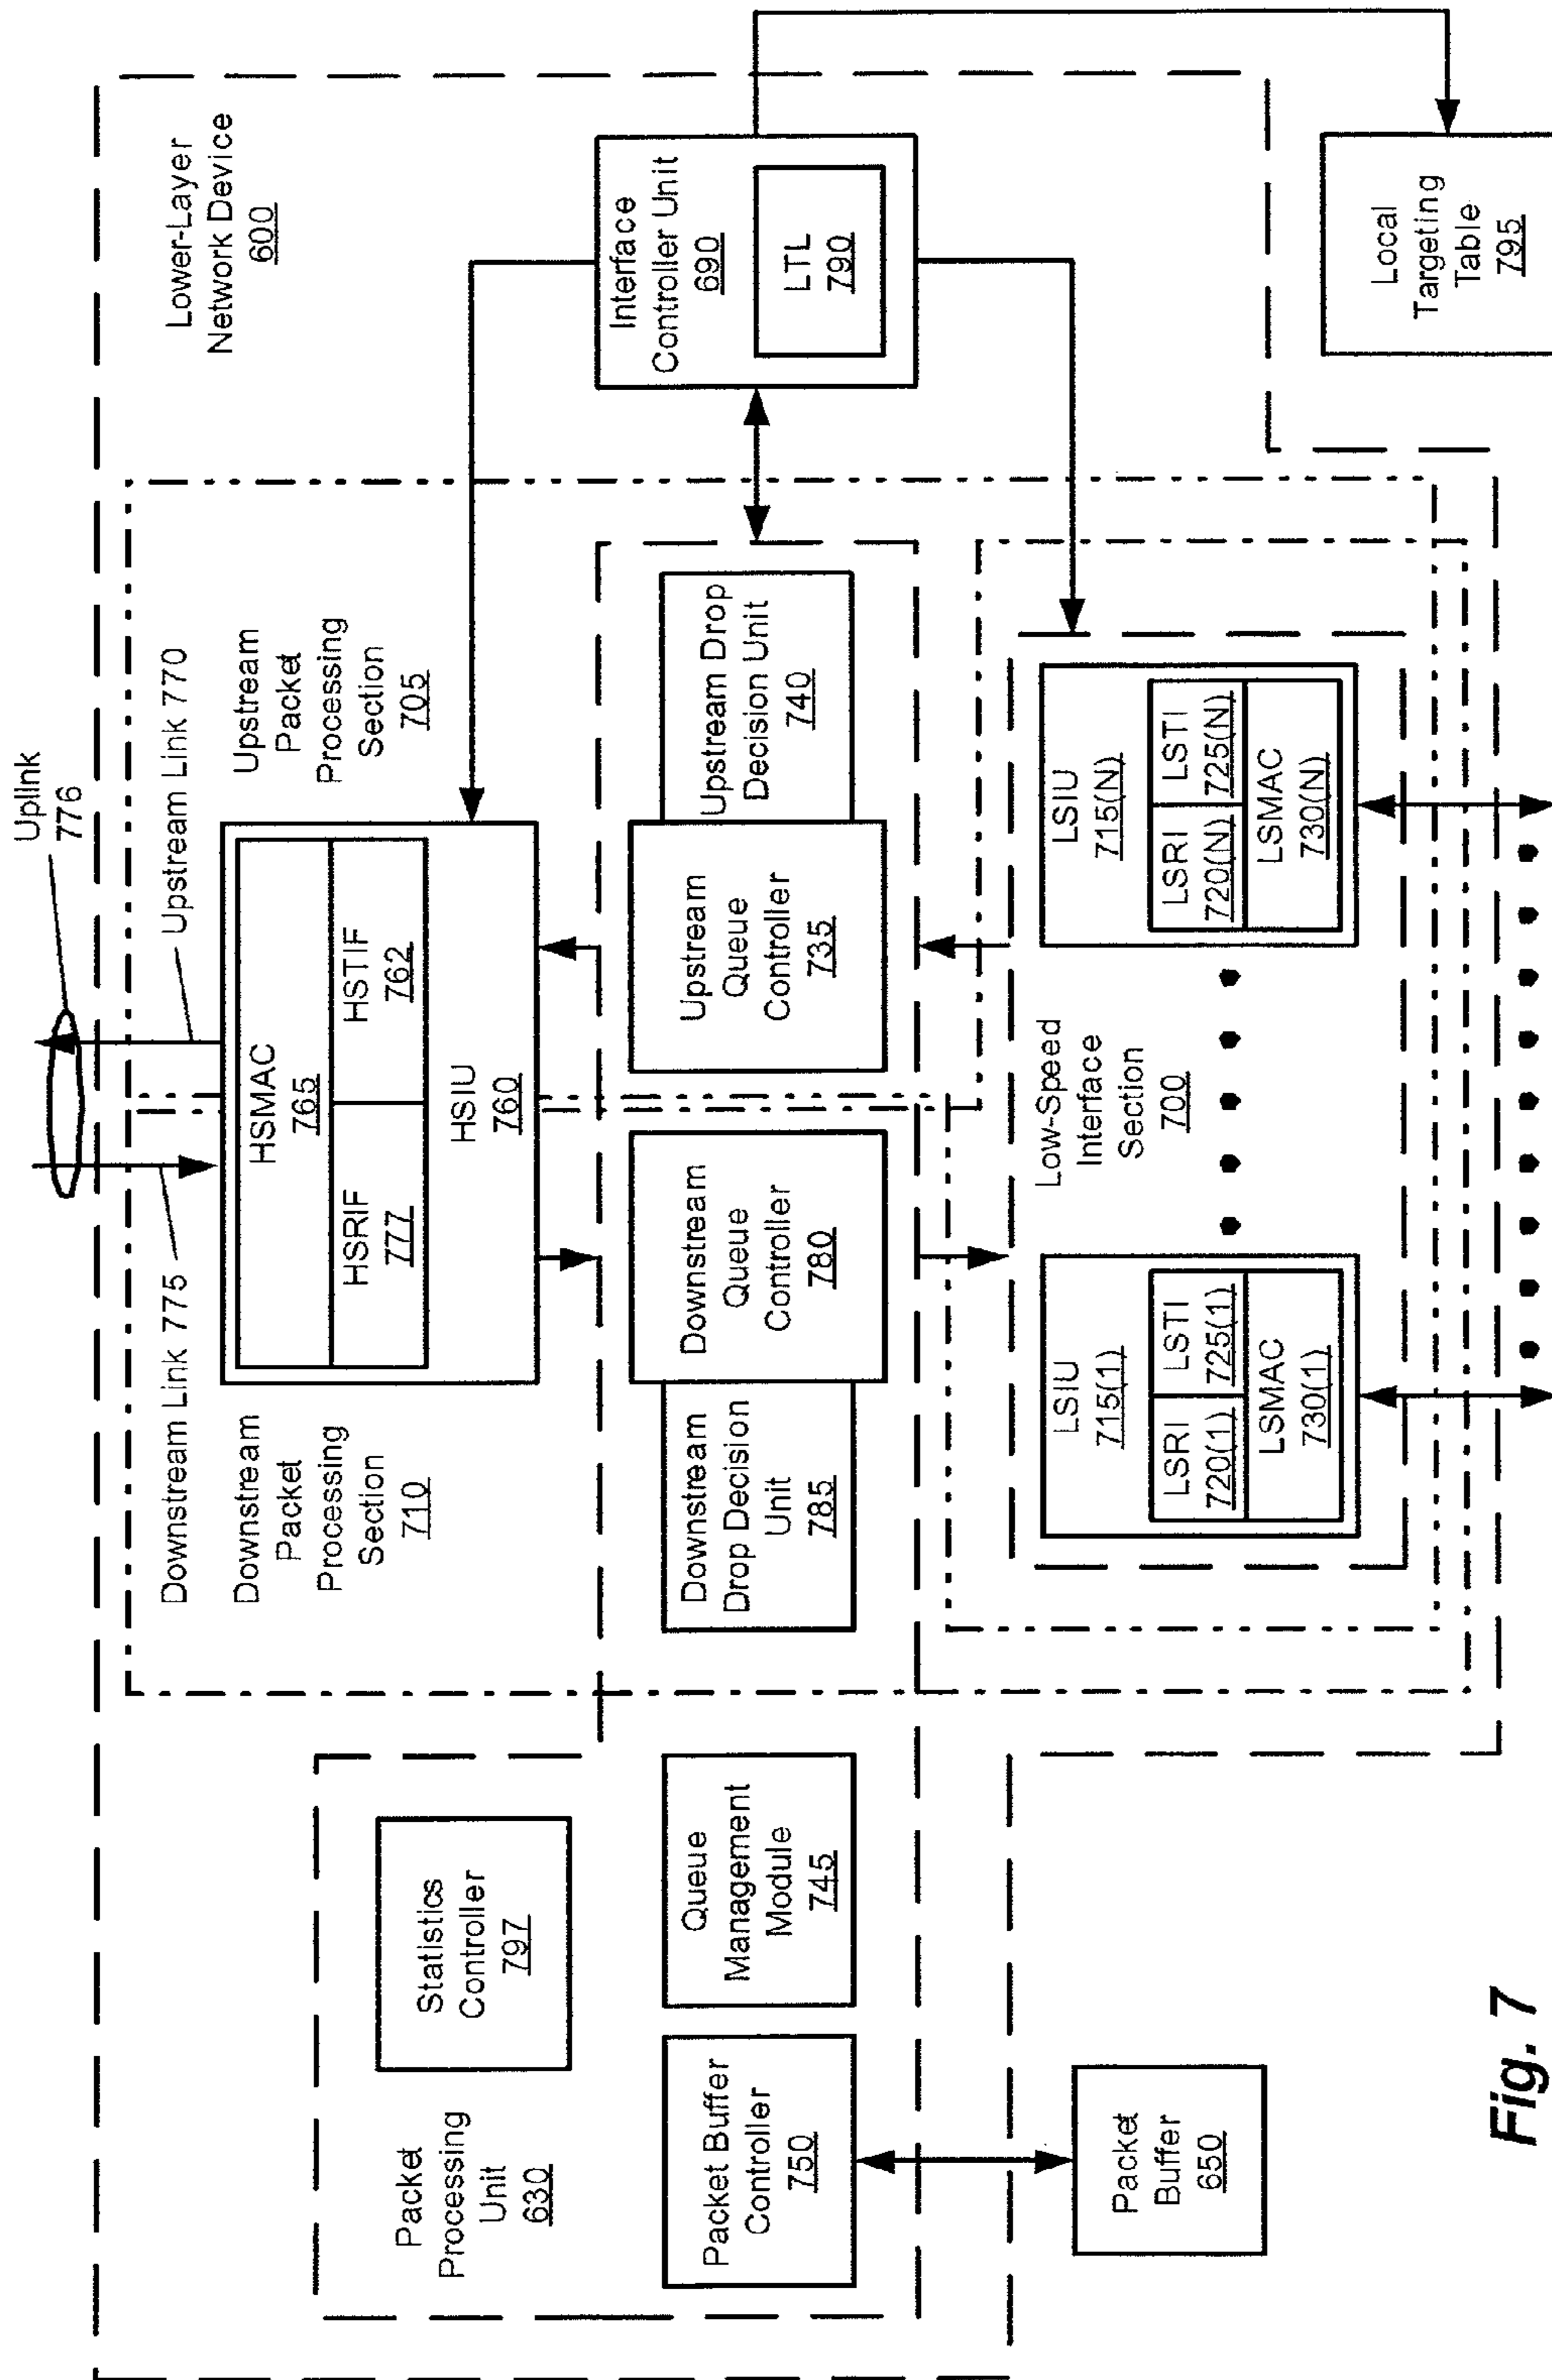 Uplink
776
Upstream Link 770
Downstream Link 775
Lower-Layer
Network Device
600
Downstream
Packet
Processing
Section
710
Upstream
Packet
Processing
Section
705
HSMAC
765
HSRIF
777
HSTIF
762
HSIU
760
Interface
Controller Unit
690
LTL
790
Local
Targeting
Table
795
Statistics
Controller
797
Packet
Processing
Unit
630
Packet Buffer
Controller
750
Queue
Management
Module
745
Downstream
Drop Decision
Unit
785
Downstream
Queue
Controller
780
Upstream
Queue
Controller
735
Upstream Drop
Decision Unit
740
Packet
Buffer
650
LSIU
715(1)
LSRI
720(1)
LSTI
725(1)
LSMAC
730(1)
Low-Speed
Interface
Section
700
LSIU
715(N)
LSRI
720(N)
LSTI
725(N)
LSMAC
730(N)
Fig. 7